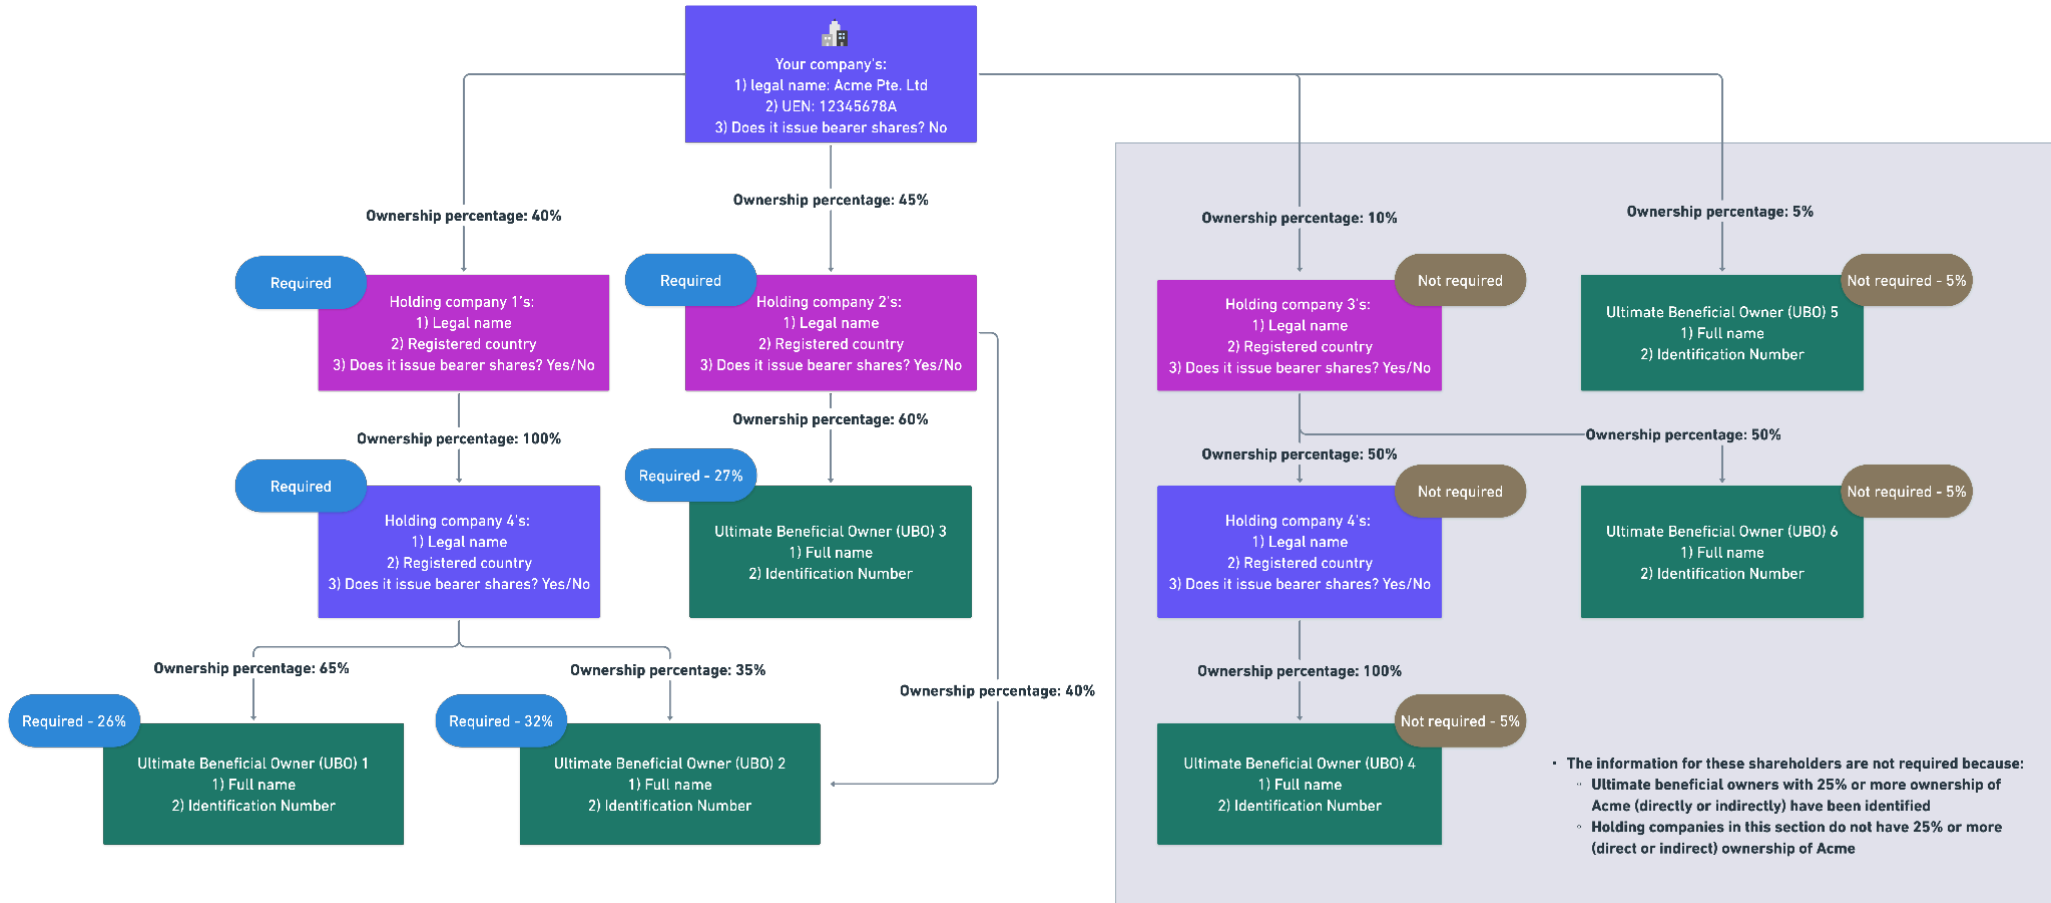 Your company's:
1) legal name: Acme Pte. Ltd
2) UEN: 12345678A
3) Does it issue bearer shares? No
Ownership percentage: 40%
Ownership percentage: 45%
Ownership percentage: 10%
Ownership percentage: 5%
Required
Holding company 1's:
1) Legal name
2) Registered country
3) Does it issue bearer shares? Yes/No
Required
Holding company 2's:
1) Legal name
2) Registered country
3) Does it issue bearer shares? Yes/No
Not required
Holding company 3's:
1) Legal name
2) Registered country
3) Does it issue bearer shares? Yes/No
Not required - 5%
Ultimate Beneficial Owner (UBO) 5
1) Full name
2) Identification Number
Ownership percentage: 100%
Ownership percentage: 60%
Ownership percentage: 50%
Ownership percentage: 50%
Required
Holding company 4's:
1) Legal name
2) Registered country
3) Does it issue bearer shares? Yes/No
Required - 27%
Ultimate Beneficial Owner (UBO) 3
1) Full name
2) Identification Number
Not required
Holding company 4's:
1) Legal name
2) Registered country
3) Does it issue bearer shares? Yes/No
Not required - 5%
Ultimate Beneficial Owner (UBO) 6
1) Full name
2) Identification Number
Ownership percentage: 65%
Ownership percentage: 35%
Ownership percentage: 40%
Ownership percentage: 100%
Required - 26%
Ultimate Beneficial Owner (UBO) 1
1) Full name
2) Identification Number
Required - 32%
Ultimate Beneficial Owner (UBO) 2
1) Full name
2) Identification Number
Not required - 5%
Ultimate Beneficial Owner (UBO) 4
1) Full name
2) Identification Number
• The information for these shareholders are not required because:
◦ Ultimate beneficial owners with 25% or more ownership of
Acme (directly or indirectly) have been identified
◦ Holding companies in this section do not have 25% or more
(direct or indirect) ownership of Acme